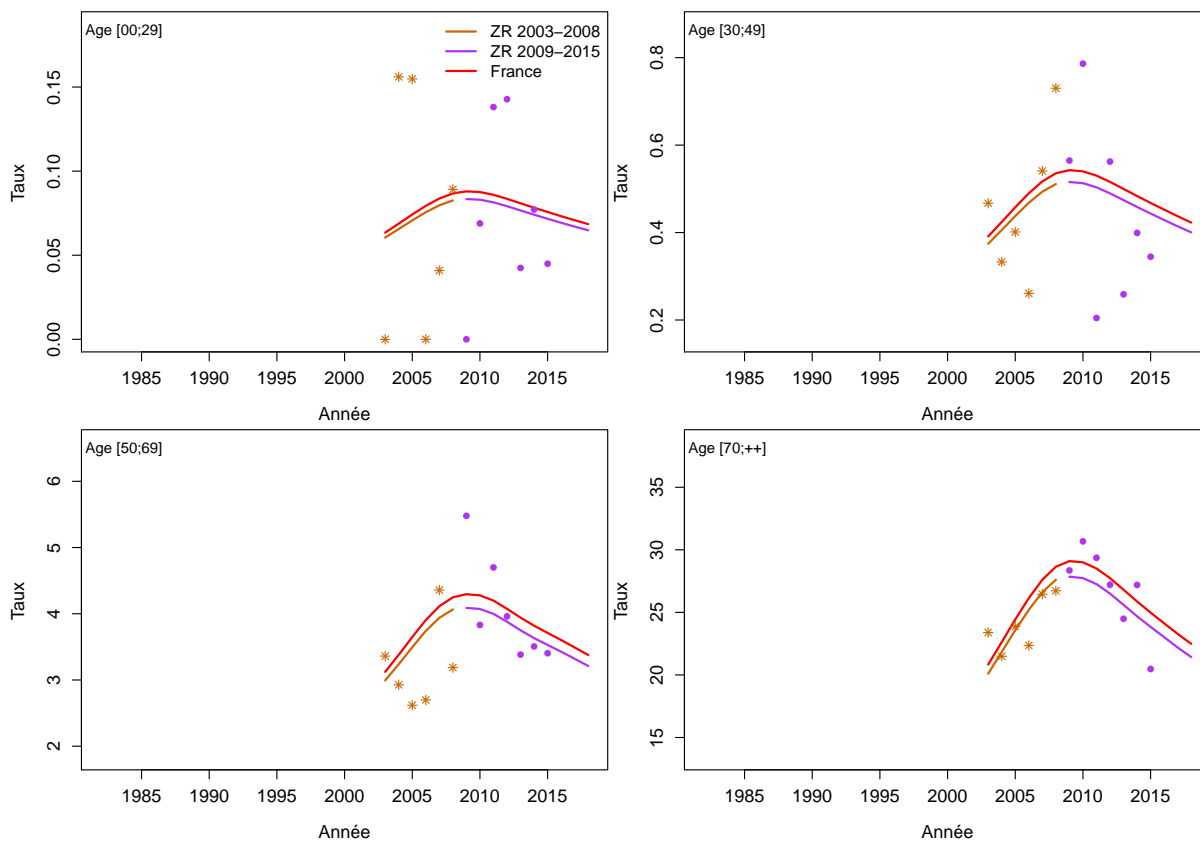 Age [00;29]
ZR 2003–2008
ZR 2009–2015
France
Taux
0.00
0.05
0.10
0.15
1985 1990 1995 2000 2005 2010 2015
Année
Age [30;49]
Taux
0.2
0.4
0.6
0.8
1985 1990 1995 2000 2005 2010 2015
Année
Age [50;69]
Taux
2
3
4
5
6
1985 1990 1995 2000 2005 2010 2015
Année
Age [70;++]
Taux
15
20
25
30
35
1985 1990 1995 2000 2005 2010 2015
Année